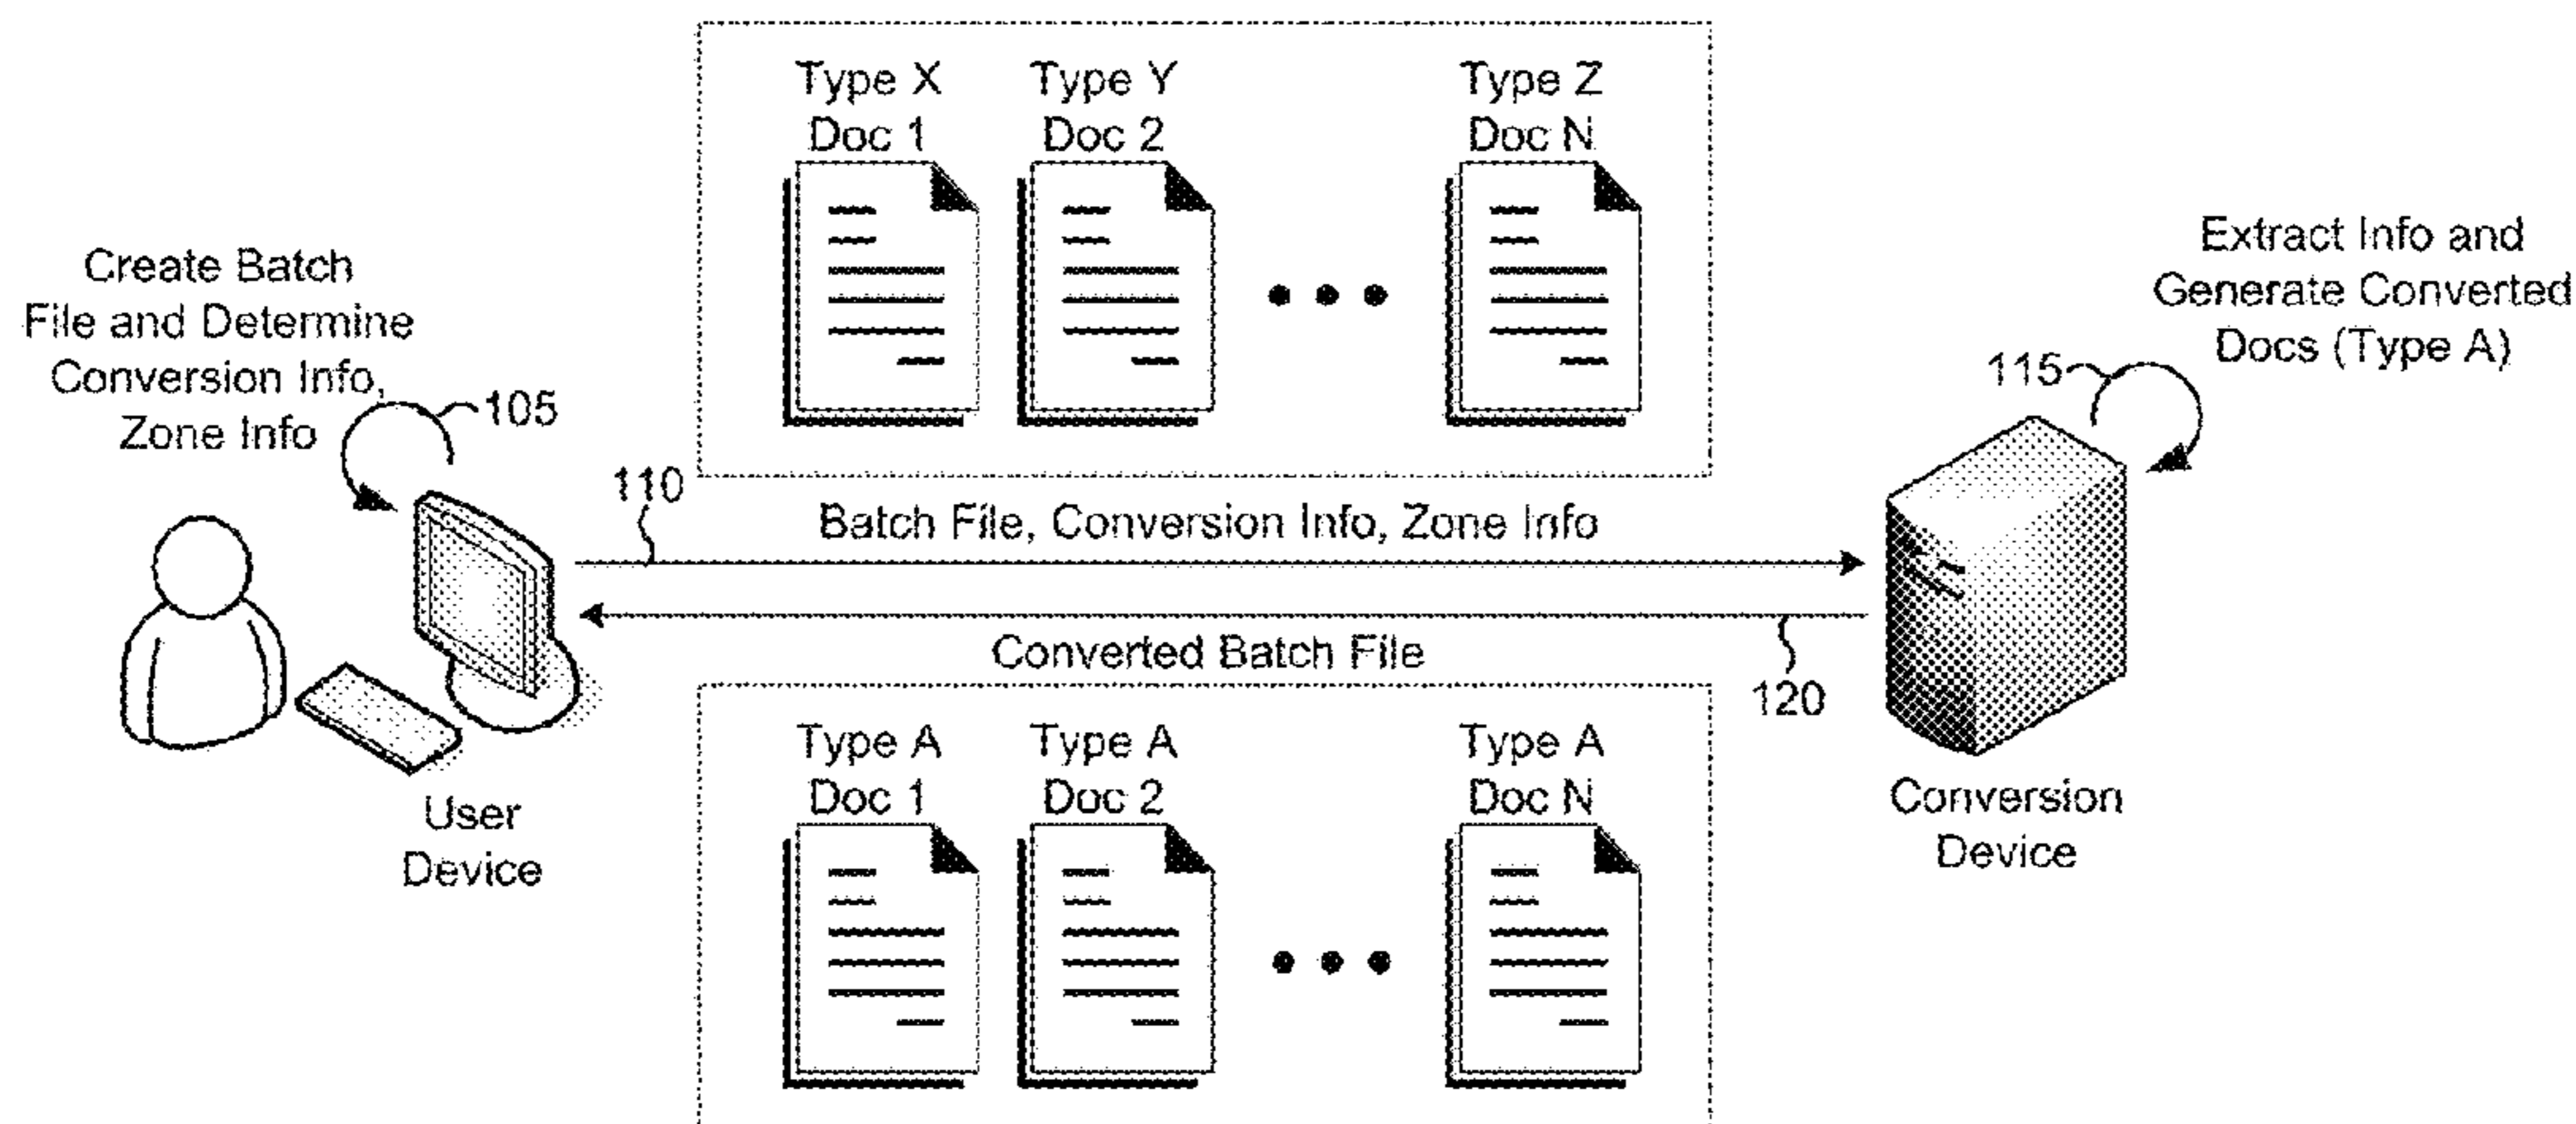 Type X
Doc 1
Type Y
Doc 2
Type Z
Doc N
Create Batch
File and Determine
Conversion Info,
Zone Info
105
Extract Info and
Generate Converted
Docs (Type A)
115
110
Batch File, Conversion Info, Zone Info
Converted Batch File
120
Type A
Doc 1
Type A
Doc 2
Type A
Doc N
User
Device
Conversion
Device